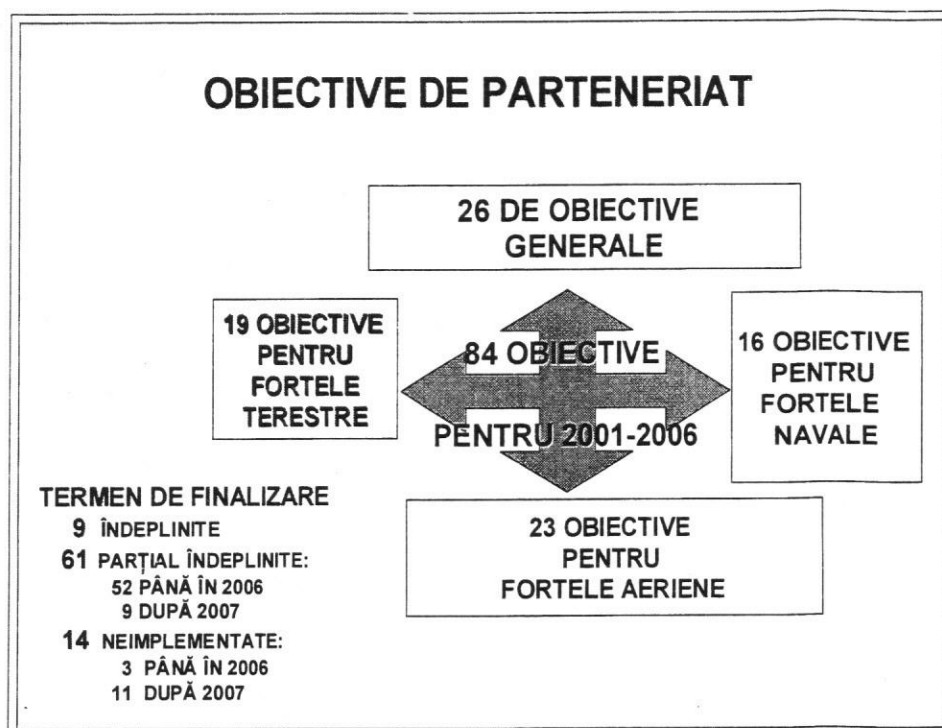 OBIECTIVE DE PARTENERIAT
26 DE OBIECTIVE
GENERALE
19 OBIECTIVE
PENTRU
FORTELE
TERESTRE
84 OBIECTIVE
PENTRU 2001-2006
16 OBIECTIVE
PENTRU
FORTELE
NAVALE
23 OBIECTIVE
PENTRU
FORTELE AERIENE
TERMEN DE FINALIZARE
9 ÎNDEPLINITE
61 PARȚIAL ÎNDEPLINITE:
52 PÂNĂ ÎN 2006
9 DUPĂ 2007
14 NEIMPLEMENTATE:
3 PÂNĂ ÎN 2006
11 DUPĂ 2007